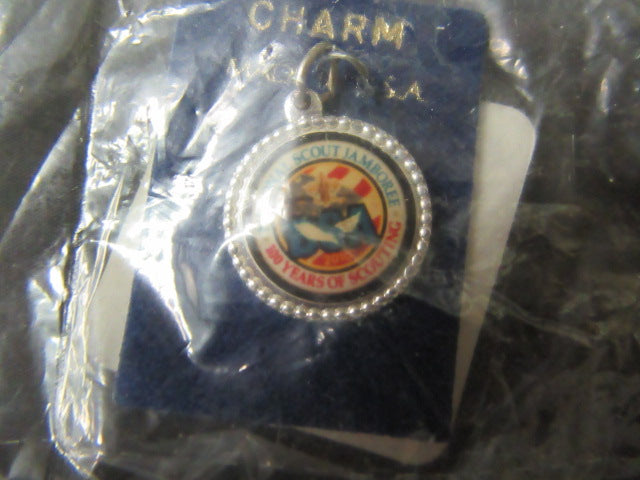 CHARM
SCOUT JAMBOREE
100 YEARS OF SCOUTING